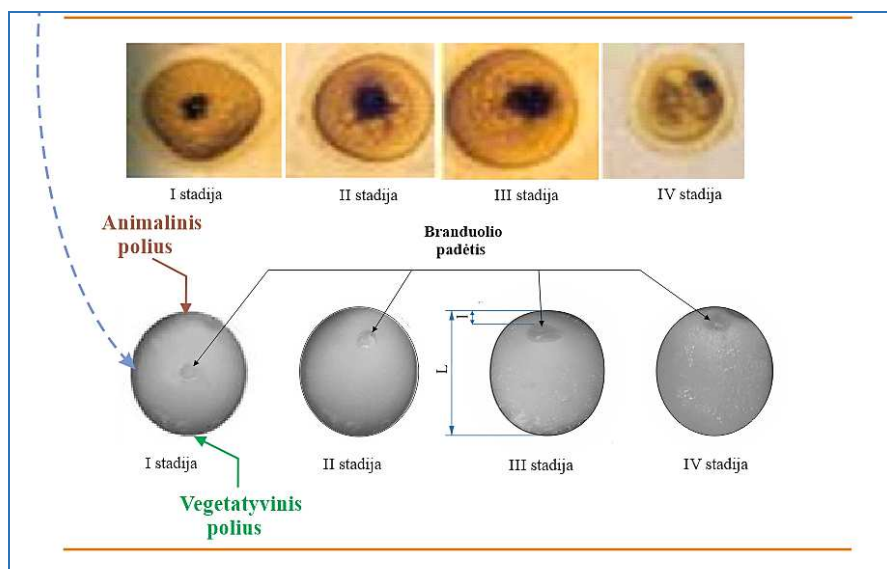 I stadija
II stadija
III stadija
IV stadija
Animalinis
polius
Branduolio
padėtis
l
L
I stadija
II stadija
III stadija
IV stadija
Vegetatyvinis
polius